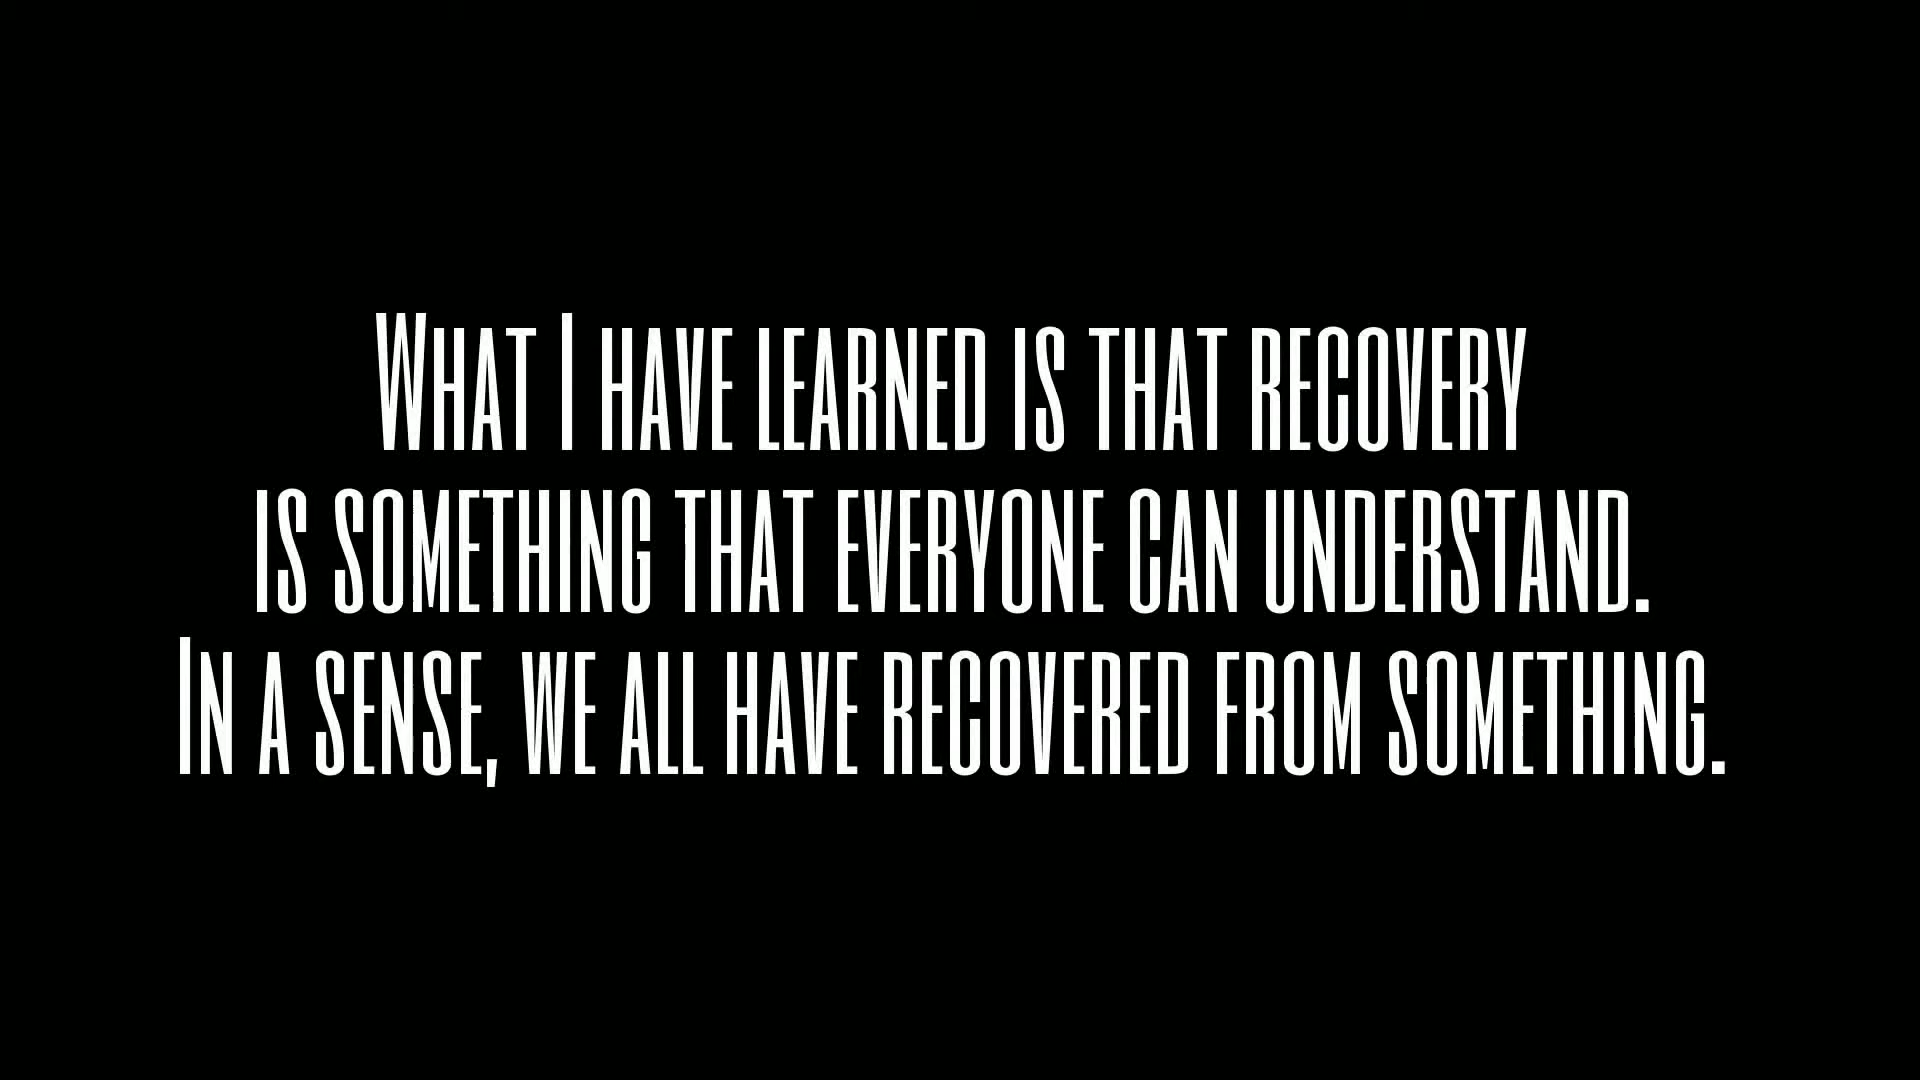 What I have learned is that recovery
is something that everyone can understand.
In a sense, we all have recovered from something.